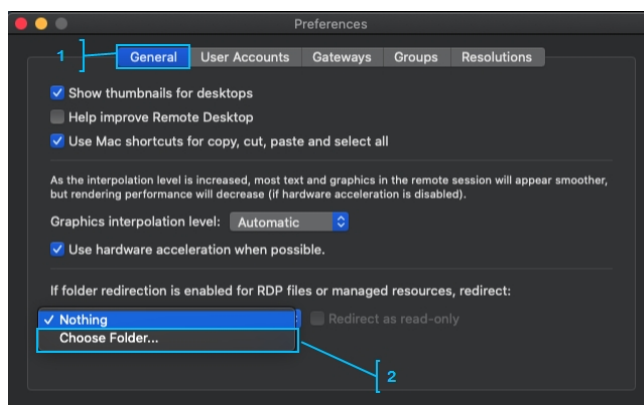 Preferences
1
General User Accounts Gateways Groups Resolutions
Show thumbnails for desktops
Help improve Remote Desktop
Use Mac shortcuts for copy, cut, paste and select all
As the interpolation level is increased, most text and graphics in the remote session will appear smoother,
but rendering performance will decrease (if hardware acceleration is disabled).
Graphics interpolation level: Automatic
Use hardware acceleration when possible.
If folder redirection is enabled for RDP files or managed resources, redirect:
Nothing Redirect as read-only
Choose Folder...
2